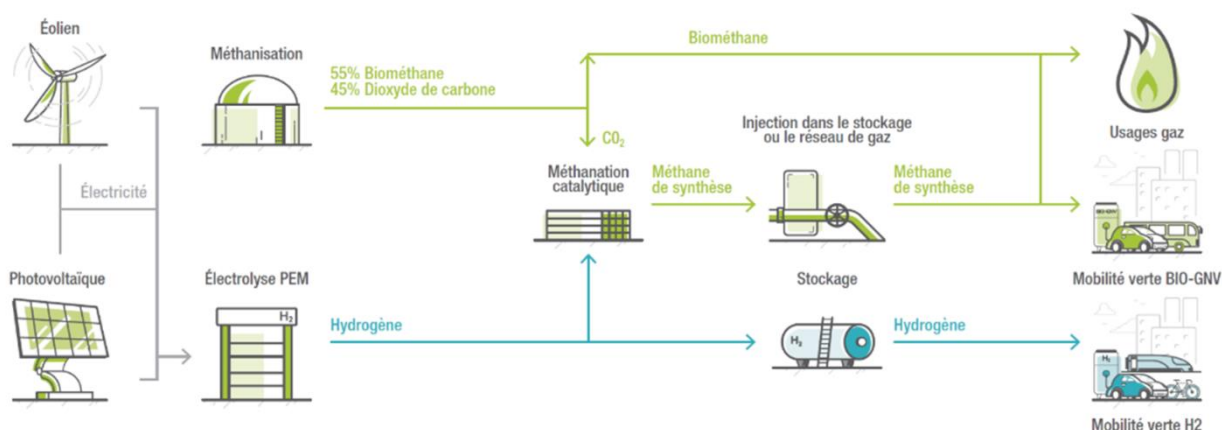 Éolien
Méthanisation
55% Biométhane
45% Dioxyde de carbone
Biométhane
Usages gaz
CO₂
Injection dans le stockage
ou le réseau de gaz
Méthanation
catalytique
Méthane
de synthèse
Méthane
de synthèse
Électricité
BIO-GNV
Mobilité verte BIO-GNV
Photovoltaïque
Électrolyse PEM
Stockage
H₂
Hydrogène
H₂
Hydrogène
H₂
Mobilité verte H2